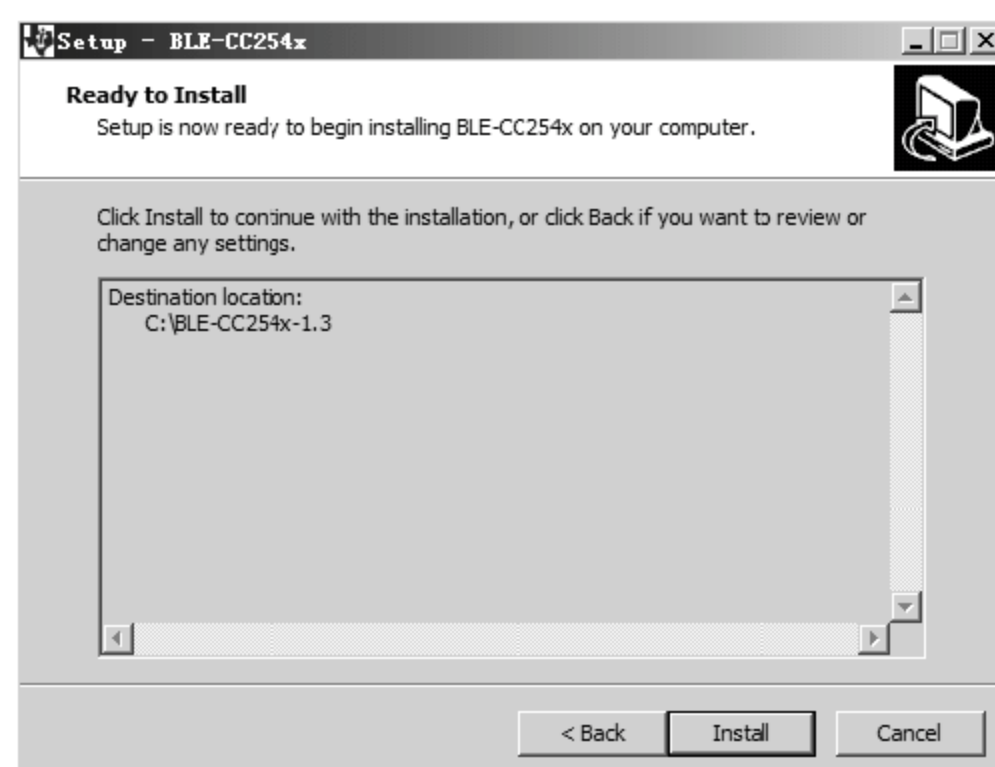 Setup - BLE-CC254x
Ready to Install
Setup is now ready to begin installing BLE-CC254x on your computer.
Click Install to continue with the installation, or click Back if you want to review or
change any settings.
Destination location:
C:\BLE-CC254x-1.3
< Back
Install
Cancel